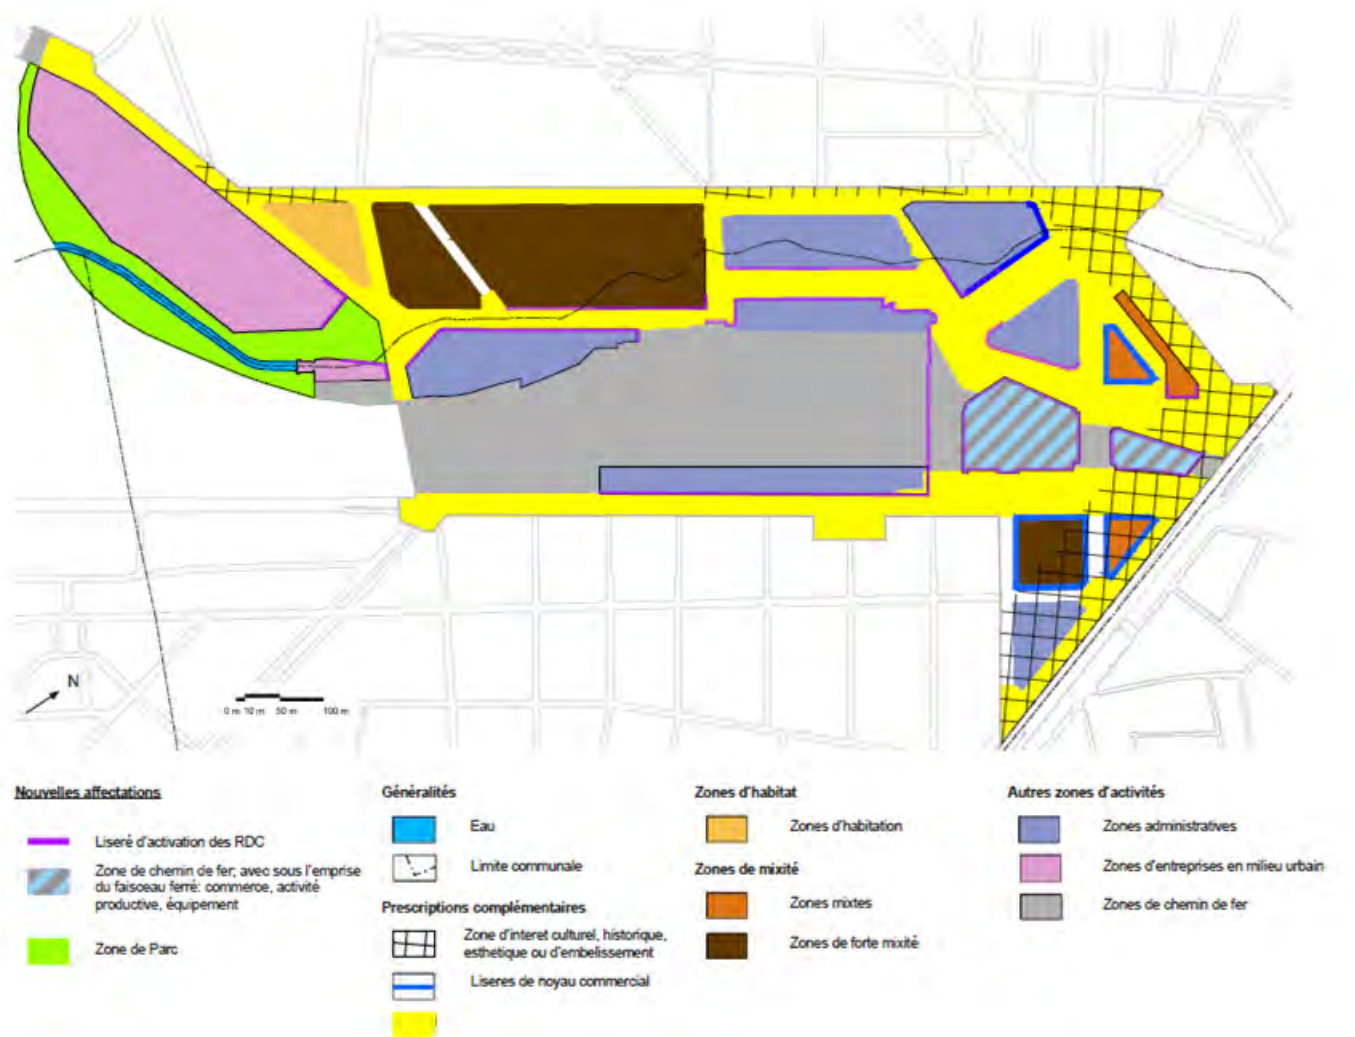 N
0 m 10 m 50 m 100 m
Nouvelles affectations
Liseré d'activation des RDC
Zone de chemin de fer; avec sous l'emprise
du faisceau ferré: commerce, activité
productive, équipement
Zone de Parc
Généralités
Eau
Limite communale
Prescriptions complémentaires
Zone d'interet culturel, historique,
esthetique ou d'embelissement
Liseres de noyau commercial
Zones d'habitat
Zones d'habitation
Zones de mixité
Zones mixtes
Zones de forte mixité
Autres zones d'activités
Zones administratives
Zones d'entreprises en milieu urbain
Zones de chemin de fer